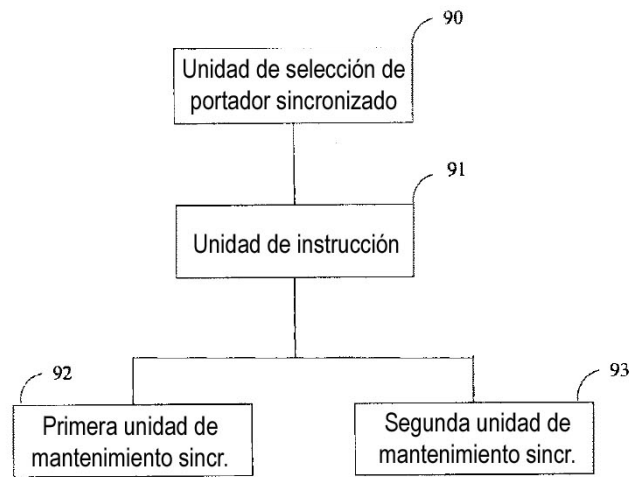 90
Unidad de selección de
portador sincronizado
91
Unidad de instrucción
92
93
Primera unidad de
mantenimiento sincr.
Segunda unidad de
mantenimiento sincr.